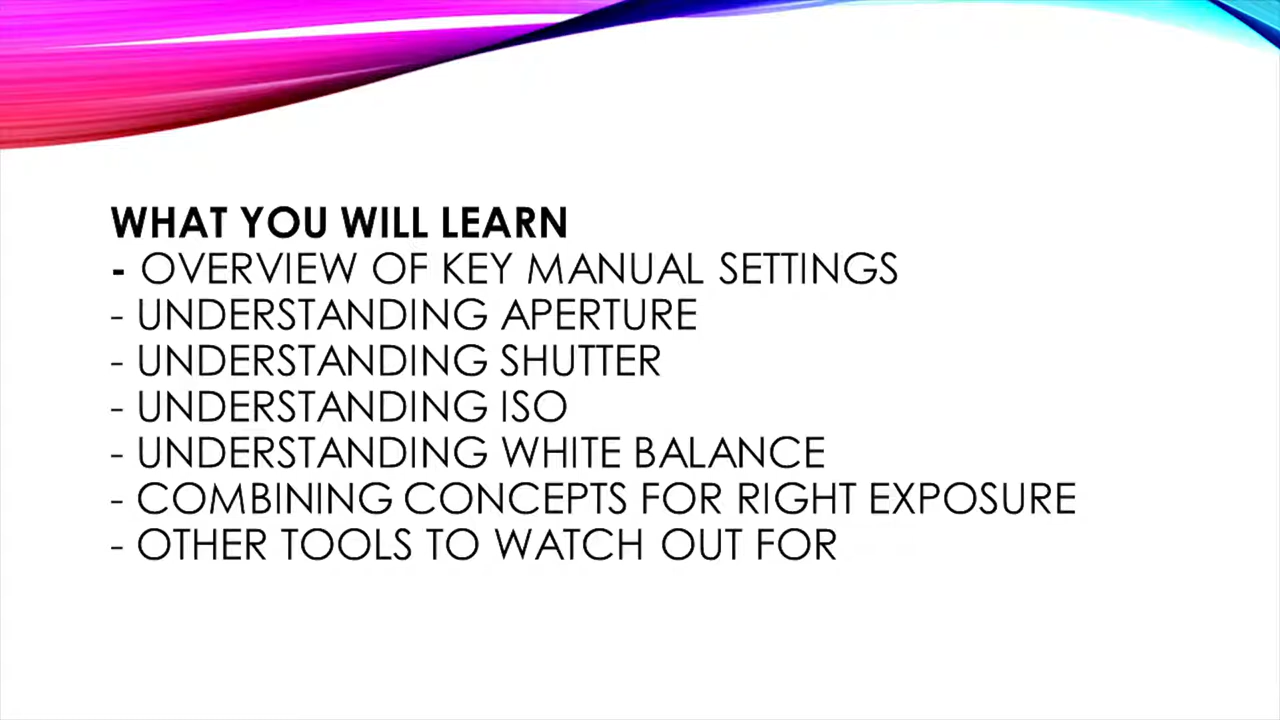 WHAT YOU WILL LEARN
- OVERVIEW OF KEY MANUAL SETTINGS
- UNDERSTANDING APERTURE
- UNDERSTANDING SHUTTER
- UNDERSTANDING ISO
- UNDERSTANDING WHITE BALANCE
- COMBINING CONCEPTS FOR RIGHT EXPOSURE
- OTHER TOOLS TO WATCH OUT FOR